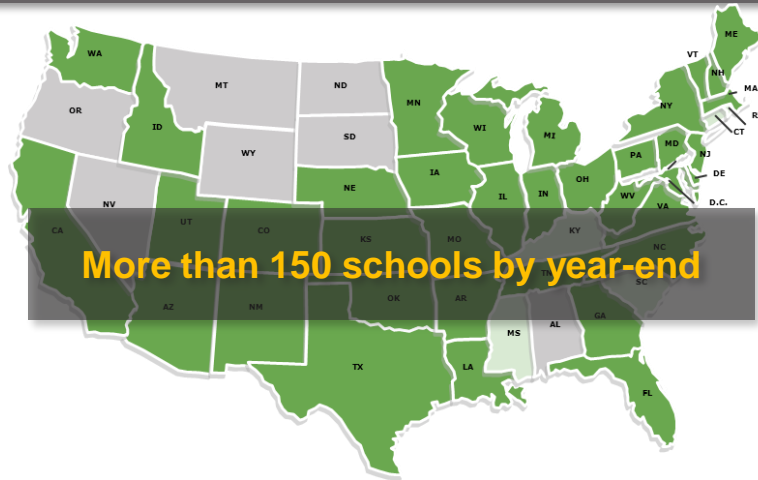 ME
VT
WA
NH
MT
ND
MA
MN
NY
OR
R
ID
WI
MI
CT
SD
MD
WY
PA
NJ
IA
NE
OH
DE
IL
IN
NV
WV
D.C.
VA
UT
CO
CA
KS
MO
KY
NC
More than 150 schools by year-end
TN
SC
OK
AR
AZ
NM
GA
AL
MS
TX
LA
FL